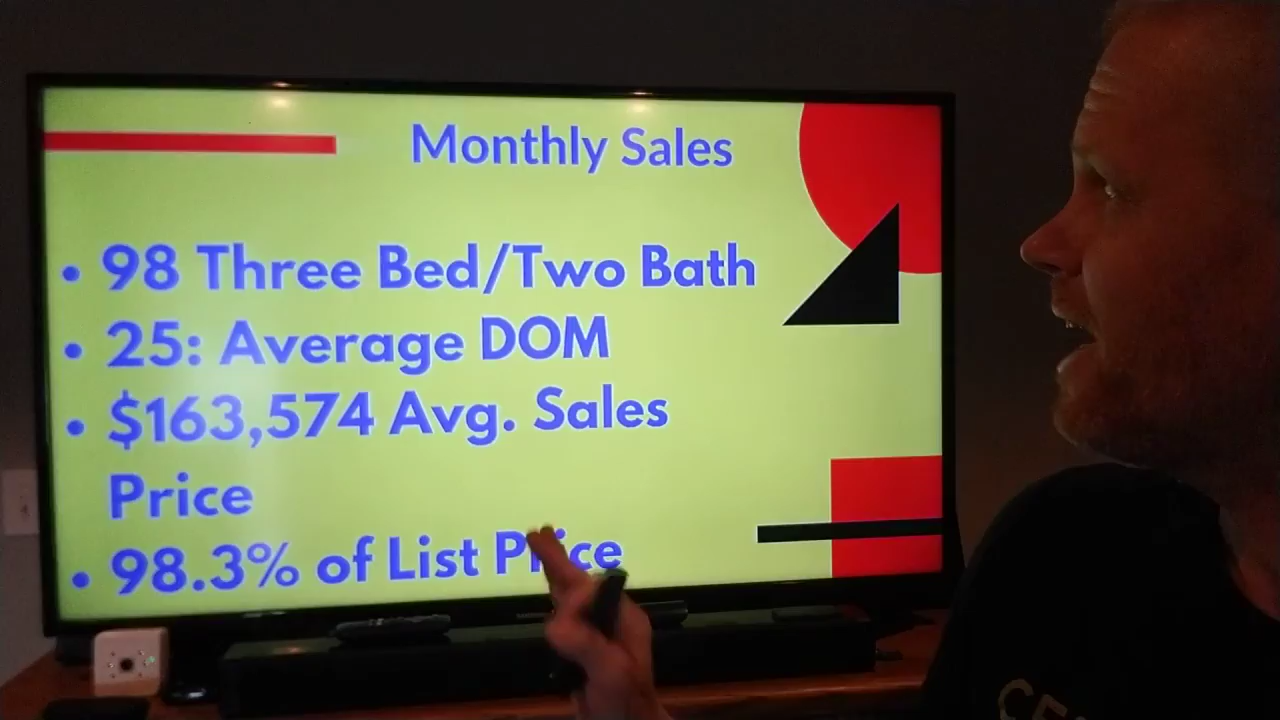 Monthly Sales
• 98 Three Bed/Two Bath
• 25: Average DOM
• $163,574 Avg. Sales
Price
• 98.3% of List Price